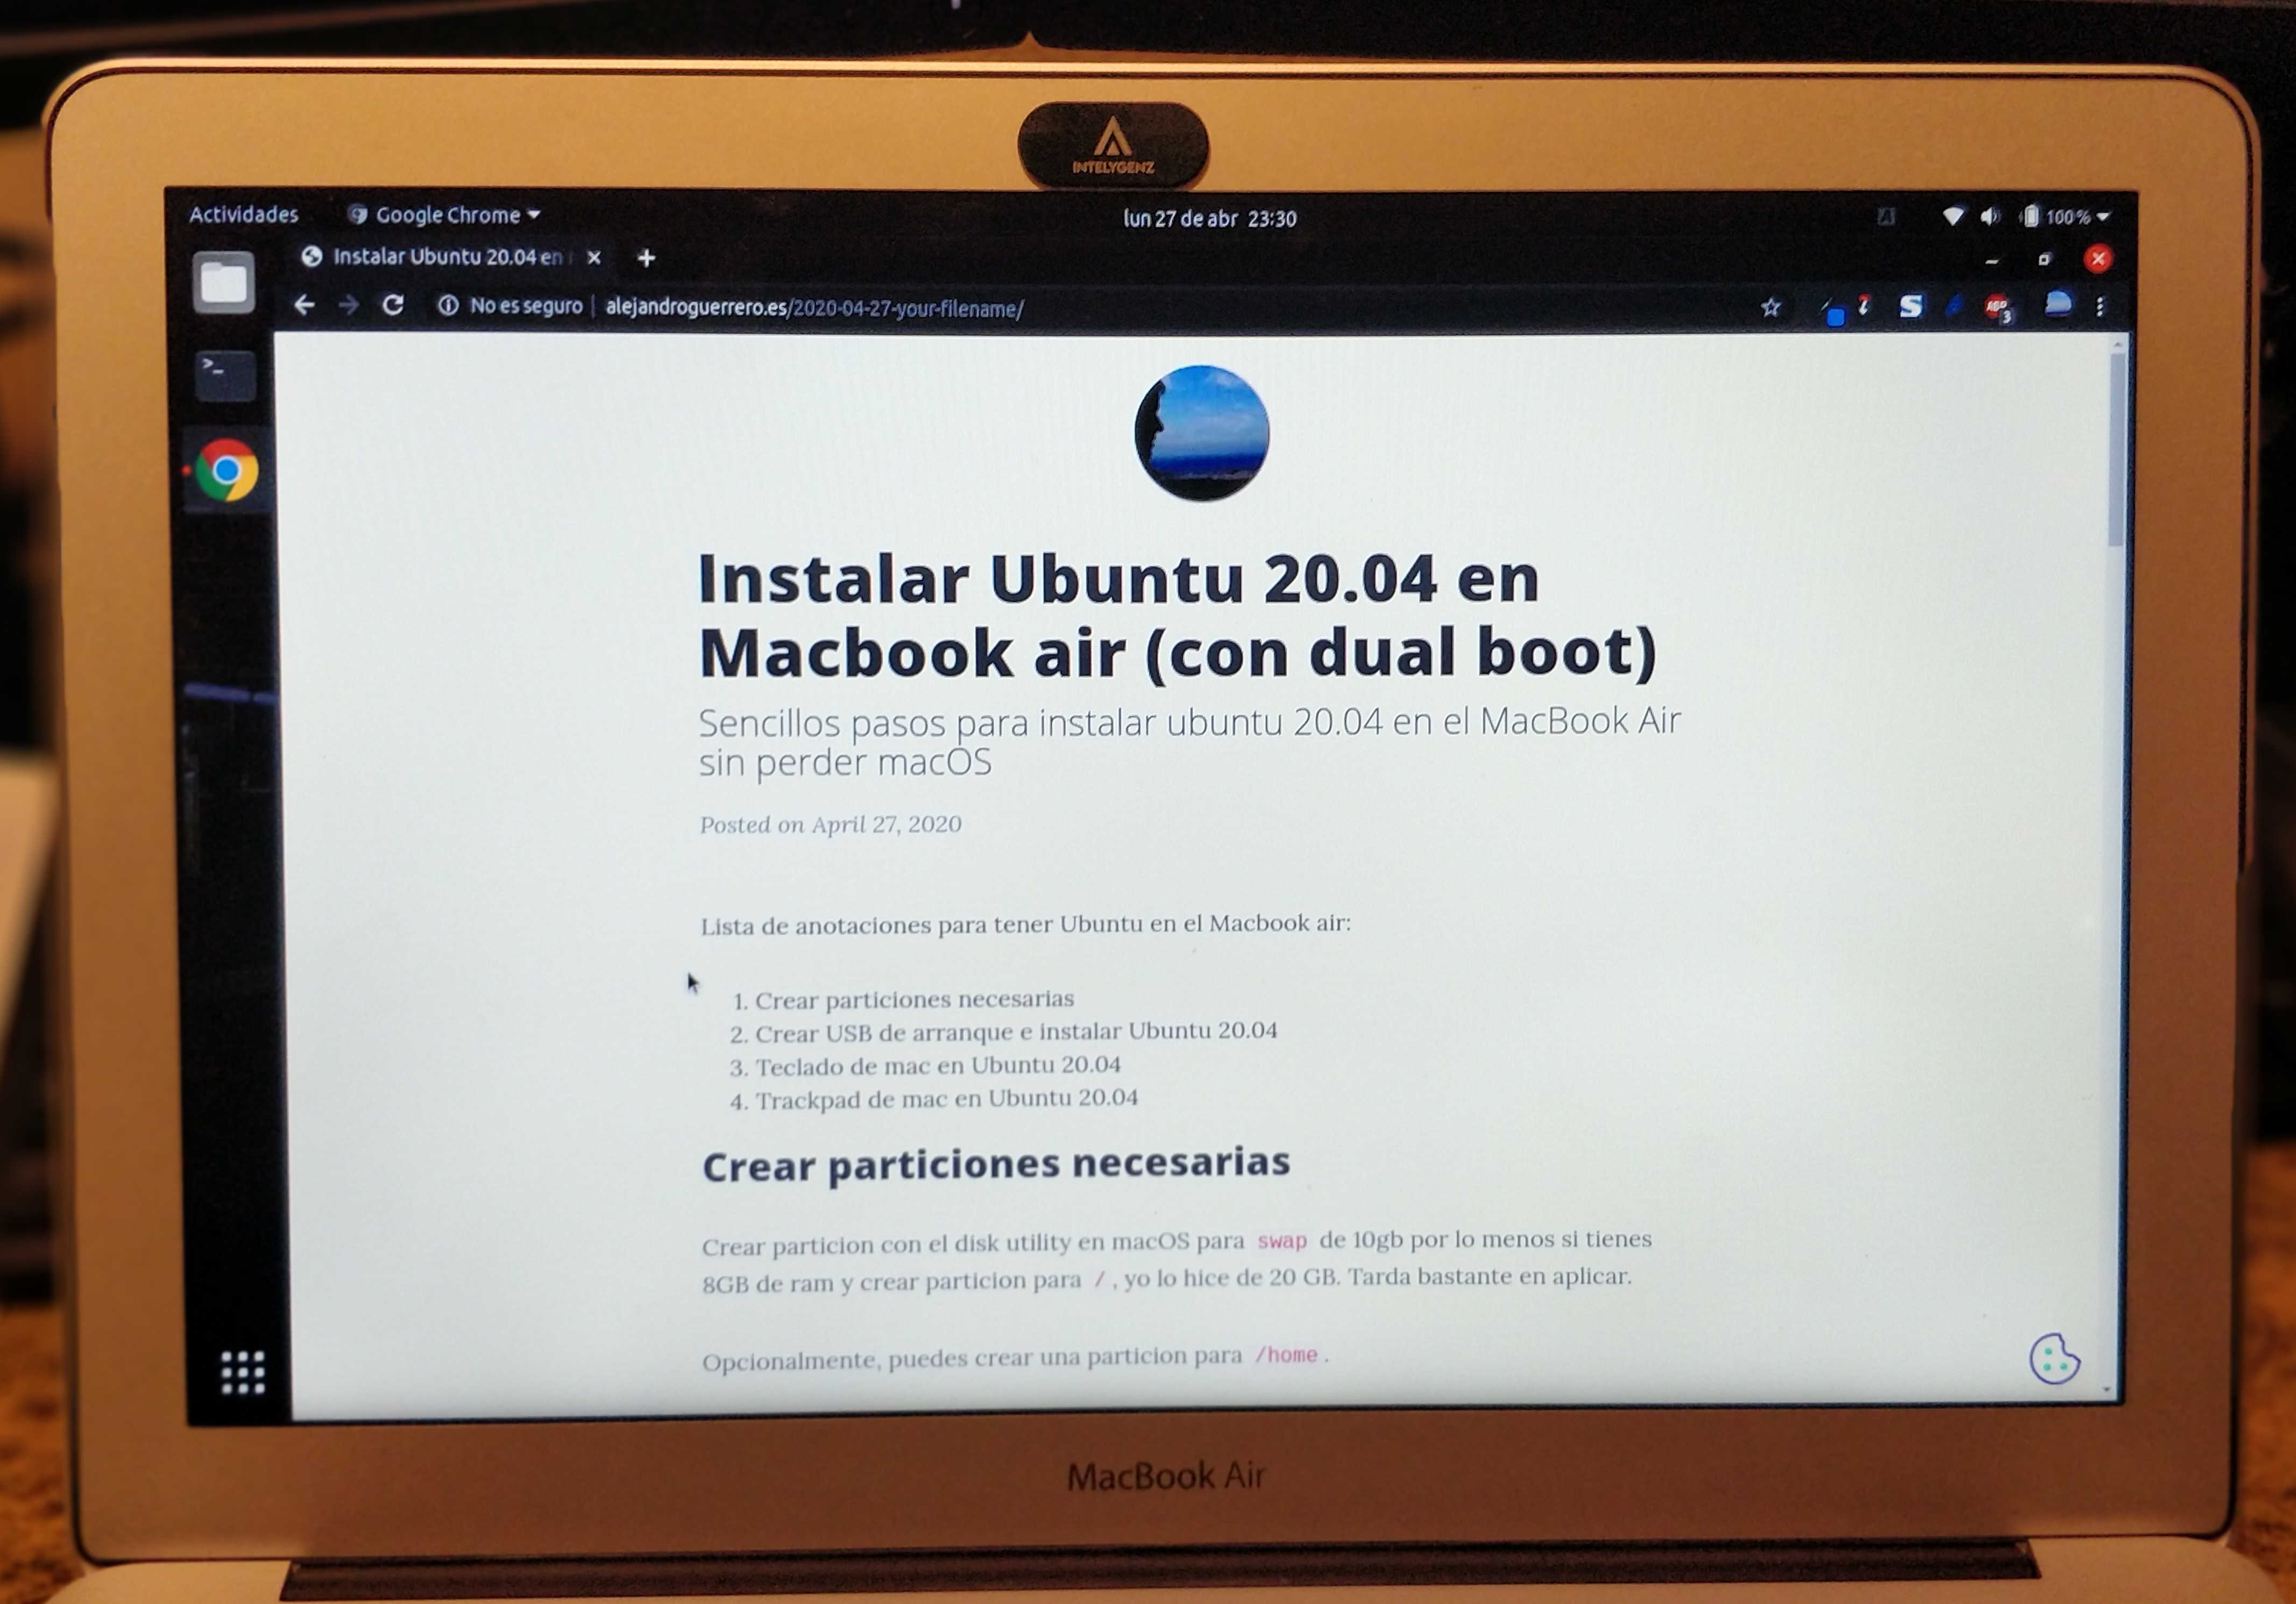 INTELYGENZ
Actividades Google Chrome lun 27 de abr 23:30 100 %
Instalar Ubuntu 20.04 en
No es seguro | alejandroguerrero.es/2020-04-27-your-filename/
S
ABP
3
>_
Instalar Ubuntu 20.04 en
Macbook air (con dual boot)
Sencillos pasos para instalar ubuntu 20.04 en el MacBook Air
sin perder macOS
Posted on April 27, 2020
Lista de anotaciones para tener Ubuntu en el Macbook air:
1. Crear particiones necesarias
2. Crear USB de arranque e instalar Ubuntu 20.04
3. Teclado de mac en Ubuntu 20.04
4. Trackpad de mac en Ubuntu 20.04
Crear particiones necesarias
Crear particion con el disk utility en macOS para swap de 10gb por lo menos si tienes
8GB de ram y crear particion para / , yo lo hice de 20 GB. Tarda bastante en aplicar.
Opcionalmente, puedes crear una particion para /home .
MacBook Air